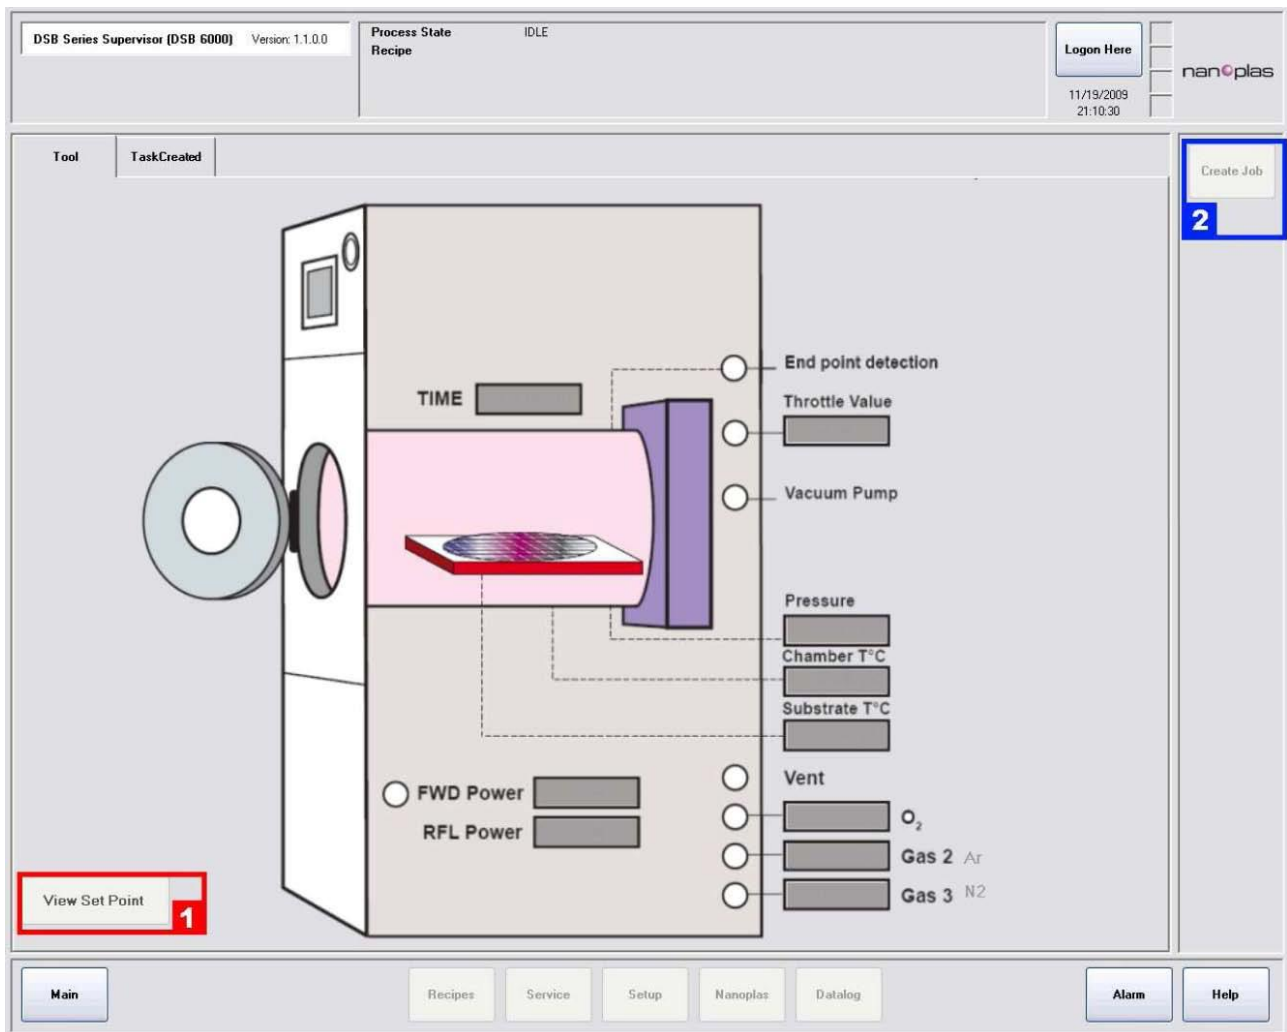 DSB Series Supervisor (DSB 6000) Version: 1.1.0.0
Process State IDLE
Recipe
Logon Here
11/19/2009
21:10:30
nanoplas
Tool TaskCreated
Create Job
2
End point detection
TIME
Throttle Value
Vacuum Pump
Pressure
Chamber T°C
Substrate T°C
Vent
FWD Power
O2
RFL Power
Gas 2 Ar
Gas 3 N2
View Set Point
1
Main Recipes Service Setup Nanoplas Datalog Alarm Help